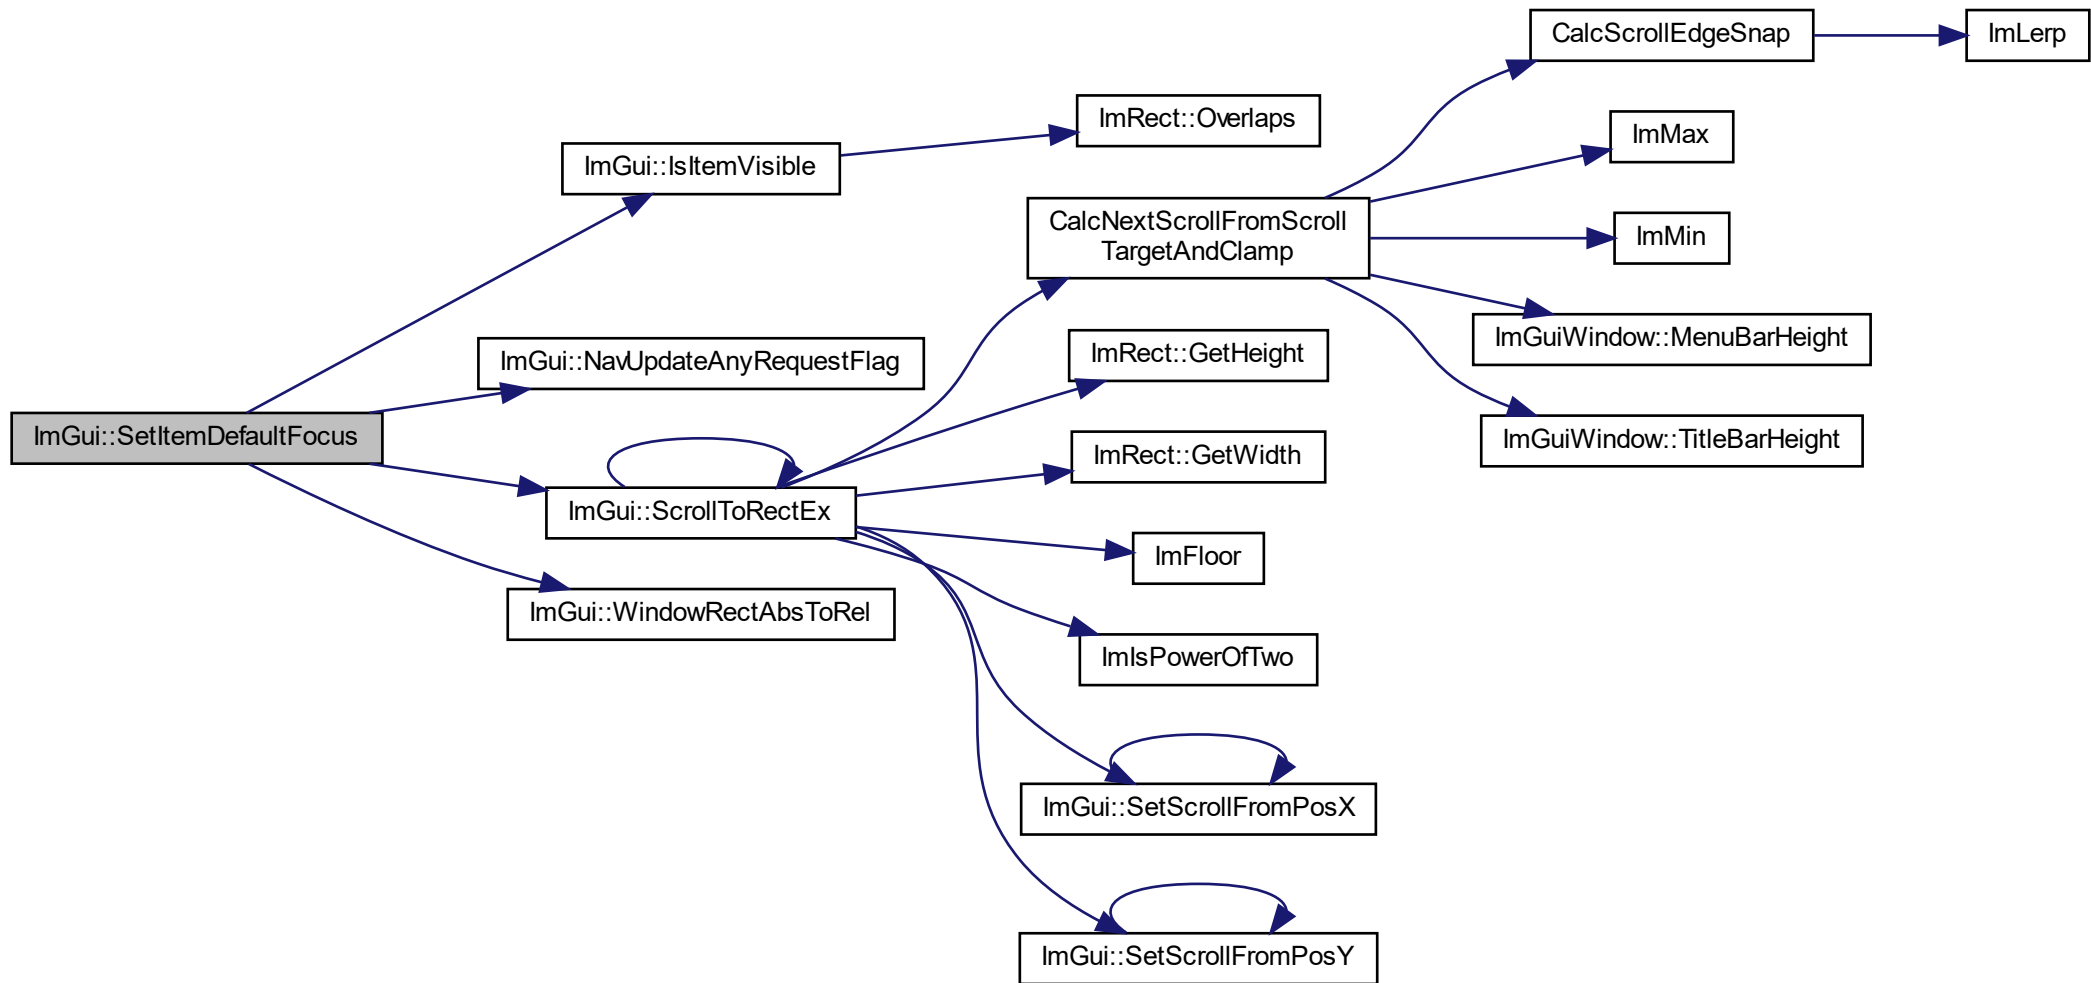 CalcScrollEdgeSnap
ImLerp
ImRect::Overlaps
ImMax
ImGui::IsItemVisible
CalcNextScrollFromScroll
TargetAndClamp
ImMin
ImGuiWindow::MenuBarHeight
ImGui::NavUpdateAnyRequestFlag
ImRect::GetHeight
ImGui::SetItemDefaultFocus
ImGuiWindow::TitleBarHeight
ImRect::GetWidth
ImGui::ScrollToRectEx
ImFloor
ImGui::WindowRectAbsToRel
ImIsPowerOfTwo
ImGui::SetScrollFromPosX
ImGui::SetScrollFromPosY